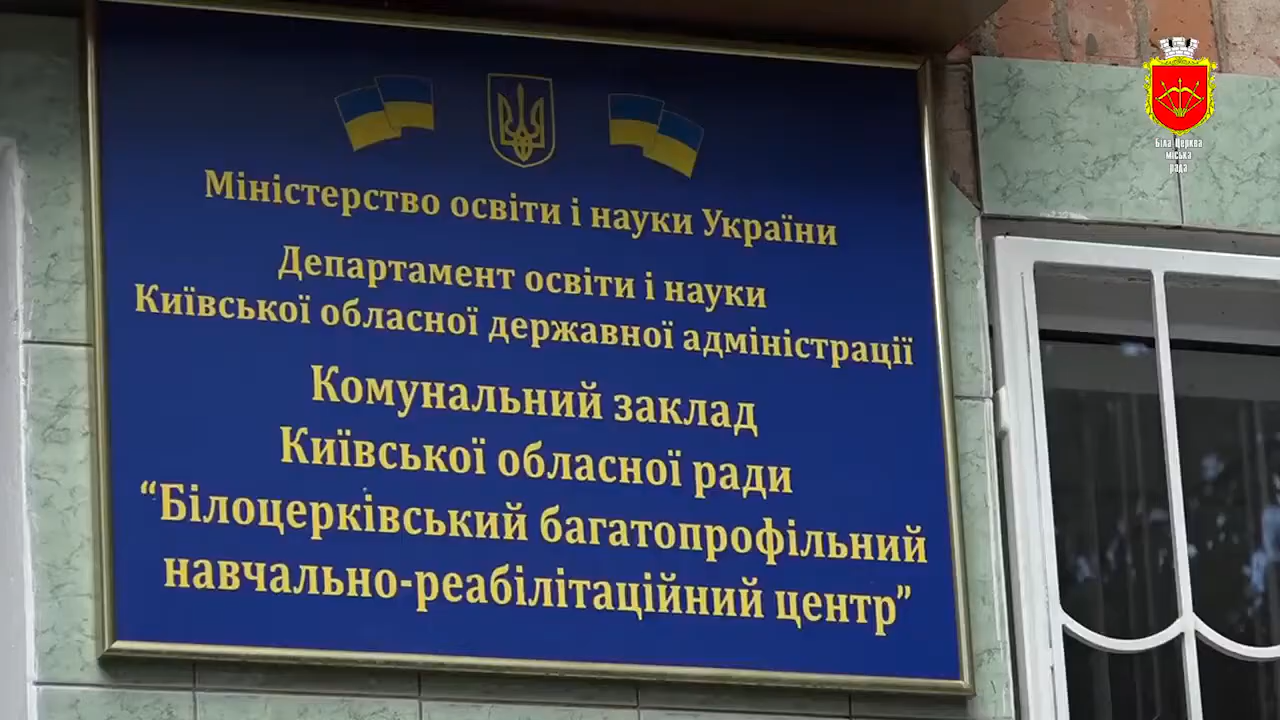 Міністерство освіти і науки України
Департамент освіти і науки
Київської обласної державної адміністрації
Комунальний заклад
Київської обласної ради
“Білоцерківський багатопрофільний
навчально-реабілітаційний центр”
Біла Церква
міська
рада